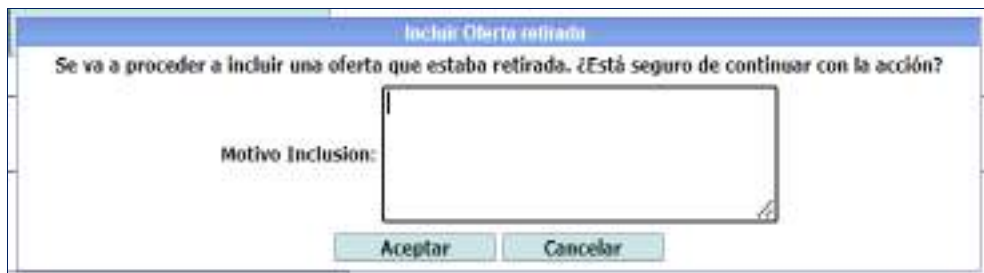 Incluir Oferta retirada
Se va a proceder a incluir una oferta que estaba retirada. ¿Está seguro de continuar con la acción?
Motivo Inclusion:
Aceptar Cancelar